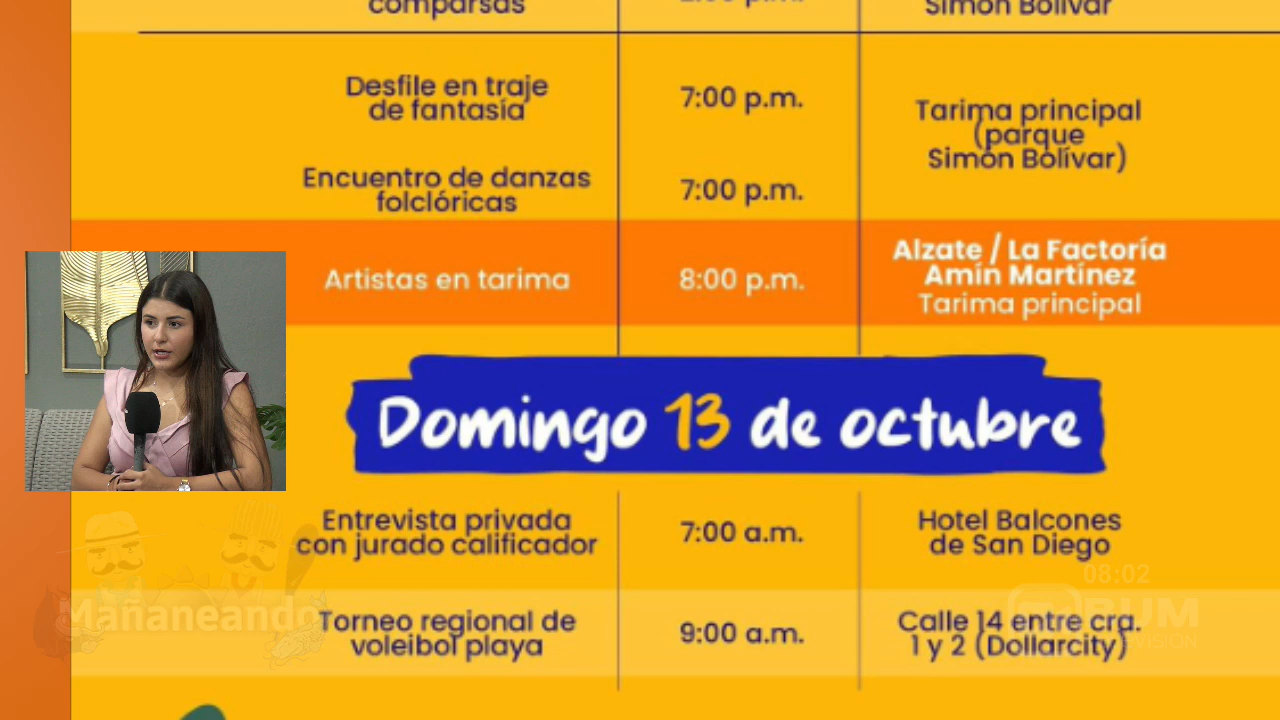 comparsas
2:00 p.m.
Simón Bolívar
Desfile en traje
de fantasía
7:00 p.m.
Tarima principal
(parque
Simón Bolívar)
Encuentro de danzas
folclóricas
7:00 p.m.
Artistas en tarima
8:00 p.m.
Alzate / La Factoría
Amín Martínez
Tarima principal
Domingo 13 de octubre
Entrevista privada
con jurado calificador
7:00 a.m.
Hotel Balcones
de San Diego
08:02
Mañaneando
Torneo regional de
voleibol playa
9:00 a.m.
Calle 14 entre cra.
1 y 2 (Dollarcity)
BUM